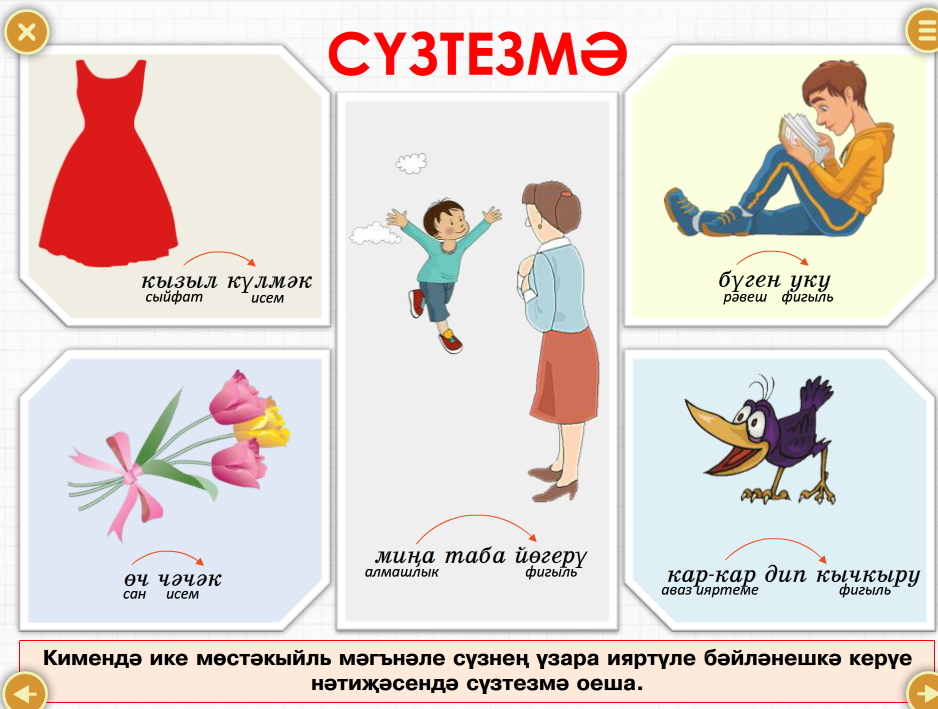 СҮЗТЕЗМӘ
кызыл күлмәк
сыйфат исем
бүген уку
рәвеш фигыль
миңа таба йөгерү
алмашлык фигыль
өч чәчәк
сан исем
кар-кар дип кычкыру
аваз ияртеме фигыль
Кимендә ике мөстәкыйль мәгънәле сүзнең үзара ияртүле бәйләнешкә керүе
нәтиҗәсендә сүзтезмә оеша.